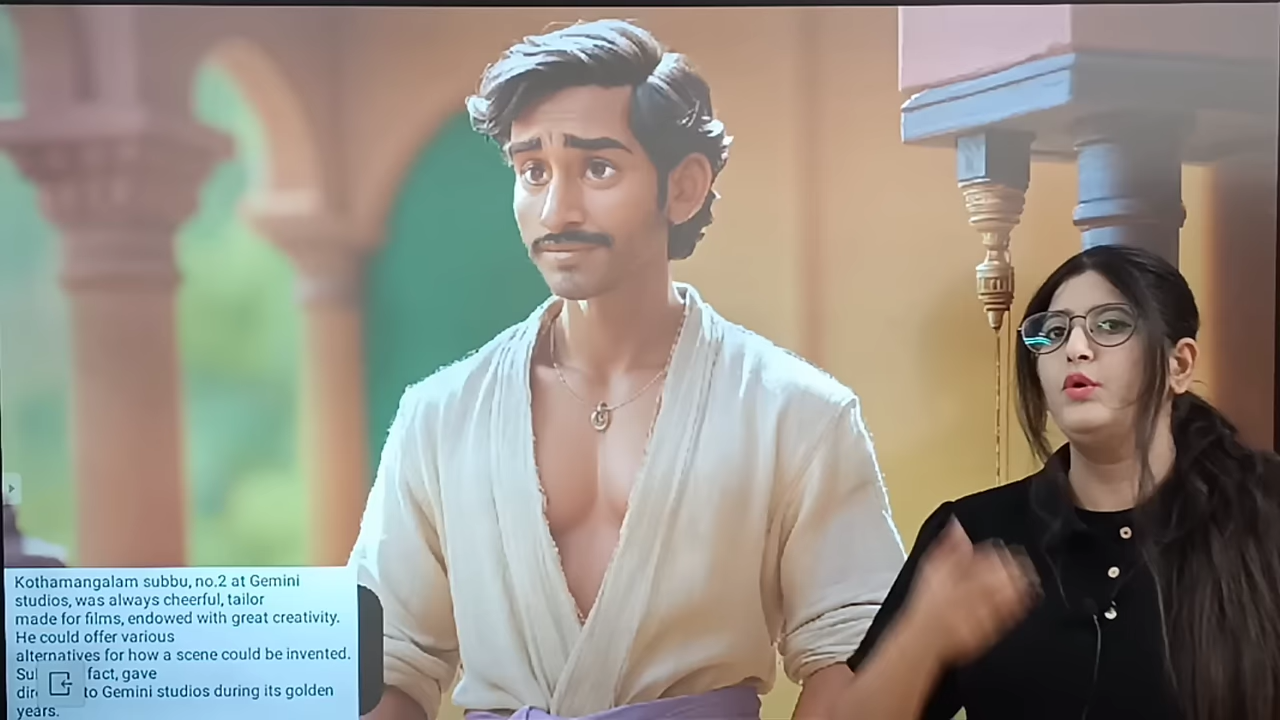 Kothamangalam subbu, no.2 at Gemini
studios, was always cheerful, tailor
made for films, endowed with great creativity.
He could offer various
alternatives for how a scene could be invented.
fact, gave
to Gemini studios during its golden
years.